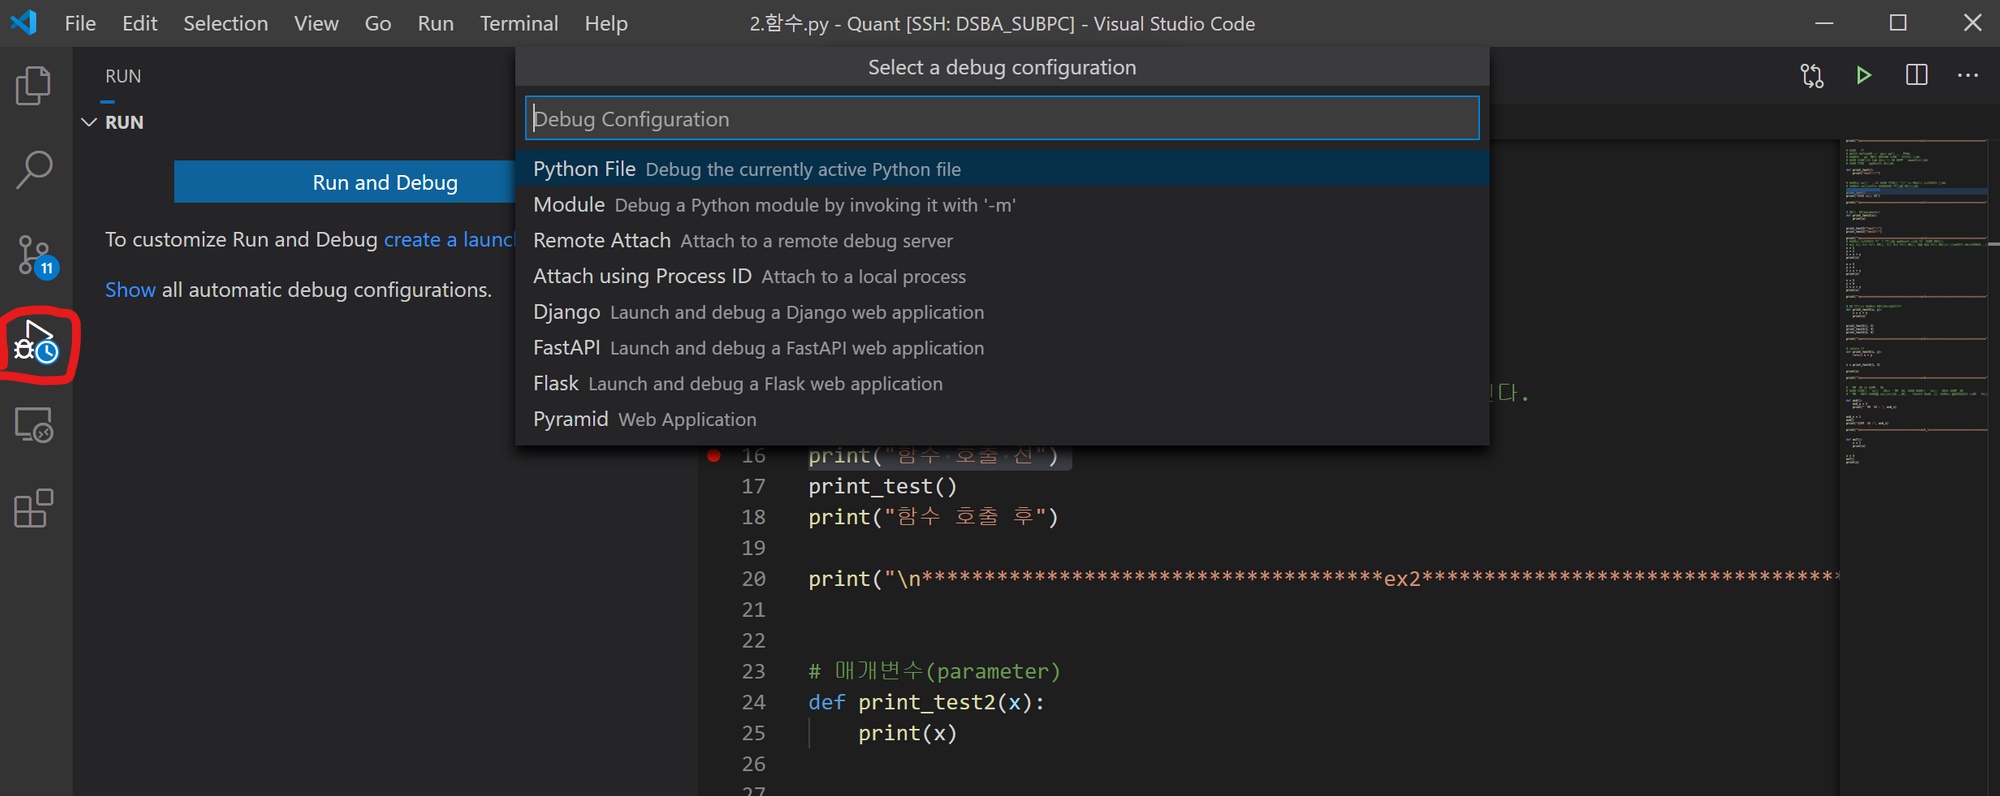 File Edit Selection View Go Run Terminal Help 2.함수.py - Quant [SSH: DSBA_SUBPC] - Visual Studio Code
RUN
RUN
Run and Debug
To customize Run and Debug create a launc
Show all automatic debug configurations.
11
Select a debug configuration
Debug Configuration
Python File Debug the currently active Python file
Module Debug a Python module by invoking it with '-m'
Remote Attach Attach to a remote debug server
Attach using Process ID Attach to a local process
Django Launch and debug a Django web application
FastAPI Launch and debug a FastAPI web application
Flask Launch and debug a Flask web application
Pyramid Web Application
다.
16 print("함수 호출 전")
17 print_test()
18 print("함수 호출 후")
19
20 print("\n*************************************ex2**********************************
21
22
23 # 매개변수(parameter)
24 def print_test2(x):
25 print(x)
26
27